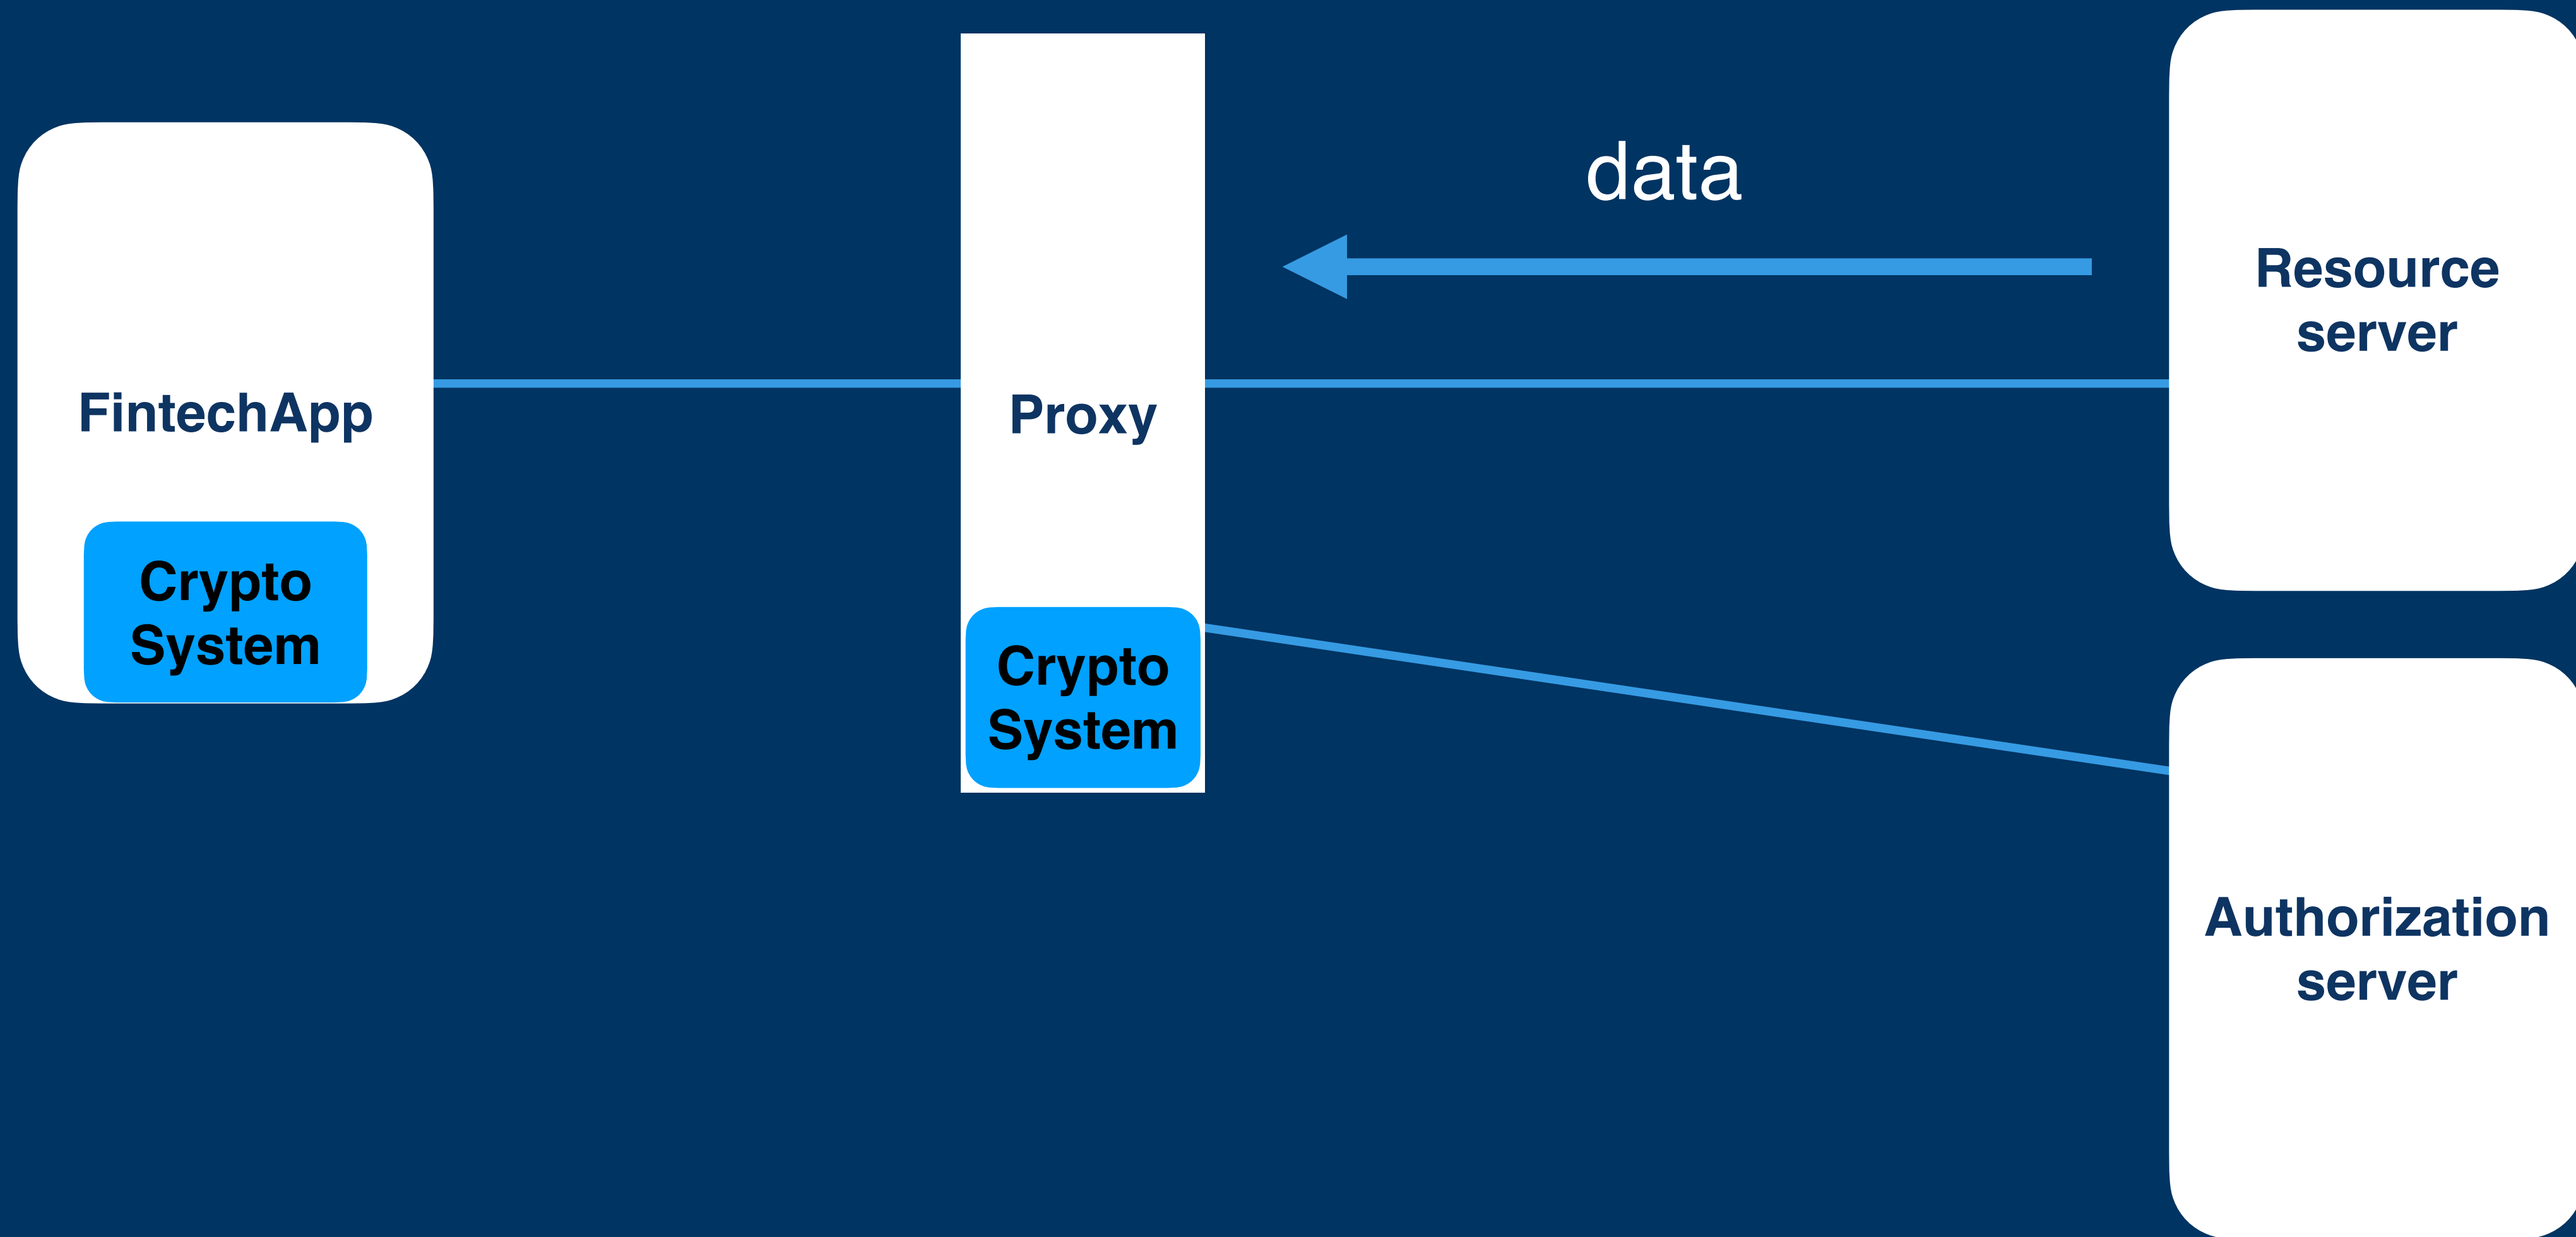 FintechApp
Crypto
System
Proxy
Crypto
System
data
Resource
server
Authorization
server